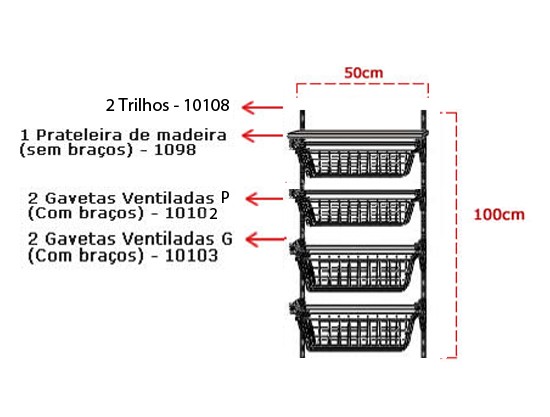 50cm
2 Trilhos - 10108
1 Prateleira de madeira
(sem braços) - 1098
2 Gavetas Ventiladas P
(Com braços) - 10102
100cm
2 Gavetas Ventiladas G
(Com braços) - 10103